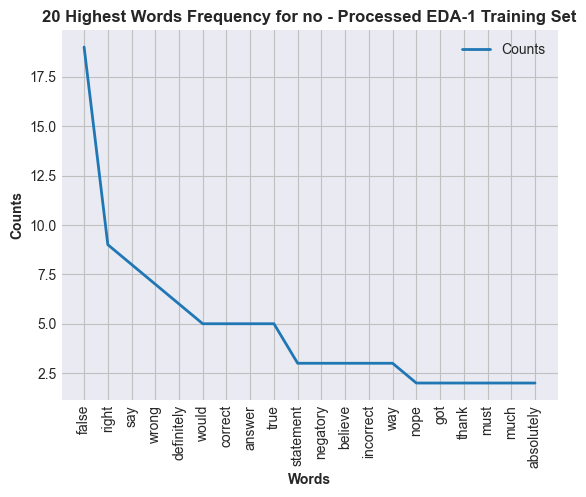 20 Highest Words Frequency for no - Processed EDA-1 Training Set
Counts
17.5
15.0
12.5
10.0
7.5
5.0
2.5
Counts
false
right
say
wrong
definitely
would
correct
answer
true
statement
negatory
believe
incorrect
way
nope
got
thank
must
much
absolutely
Words